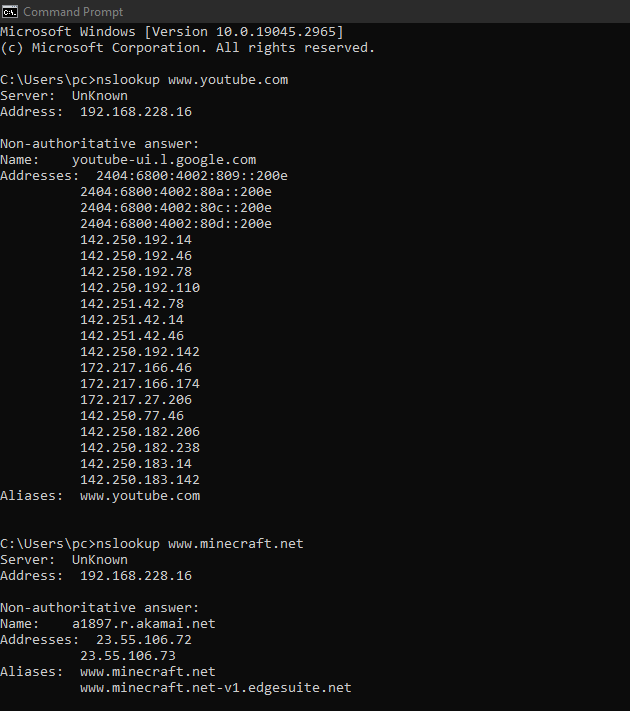 Command Prompt
Microsoft Windows [Version 10.0.19045.2965]
(c) Microsoft Corporation. All rights reserved.
C:\Users\pc>nslookup www.youtube.com
Server:  UnKnown
Address:  192.168.228.16
Non-authoritative answer:
Name:    youtube-ui.l.google.com
Addresses:  2404:6800:4002:809::200e
2404:6800:4002:80a::200e
2404:6800:4002:80c::200e
2404:6800:4002:80d::200e
142.250.192.14
142.250.192.46
142.250.192.78
142.250.192.110
142.251.42.78
142.251.42.14
142.251.42.46
142.250.192.142
172.217.166.46
172.217.166.174
172.217.27.206
142.250.77.46
142.250.182.206
142.250.182.238
142.250.183.14
142.250.183.142
Aliases:  www.youtube.com
C:\Users\pc>nslookup www.minecraft.net
Server:  UnKnown
Address:  192.168.228.16
Non-authoritative answer:
Name:    a1897.r.akamai.net
Addresses:  23.55.106.72
23.55.106.73
Aliases:  www.minecraft.net
www.minecraft.net-v1.edgesuite.net